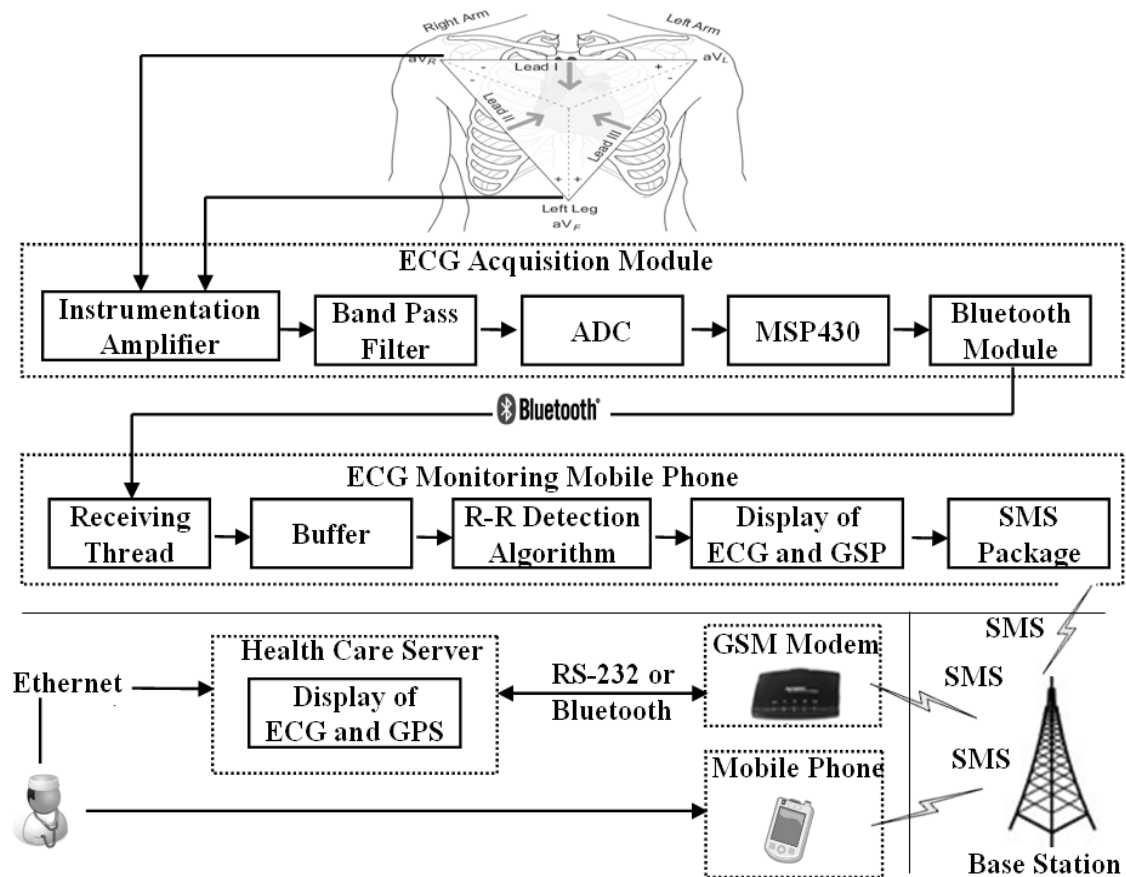 Right Arm
Left Arm
aVR
aVL
Lead I
Lead II
Lead III
- - - + + +
Left Leg
aVF
ECG Acquisition Module
Instrumentation
Amplifier
Band Pass
Filter
ADC
MSP430
Bluetooth
Module
Bluetooth®
ECG Monitoring Mobile Phone
Receiving
Thread
Buffer
R-R Detection
Algorithm
Display of
ECG and GSP
SMS
Package
SMS
Ethernet
Health Care Server
Display of
ECG and GPS
RS-232 or
Bluetooth
GSM Modem
SMS
Mobile Phone
SMS
Base Station